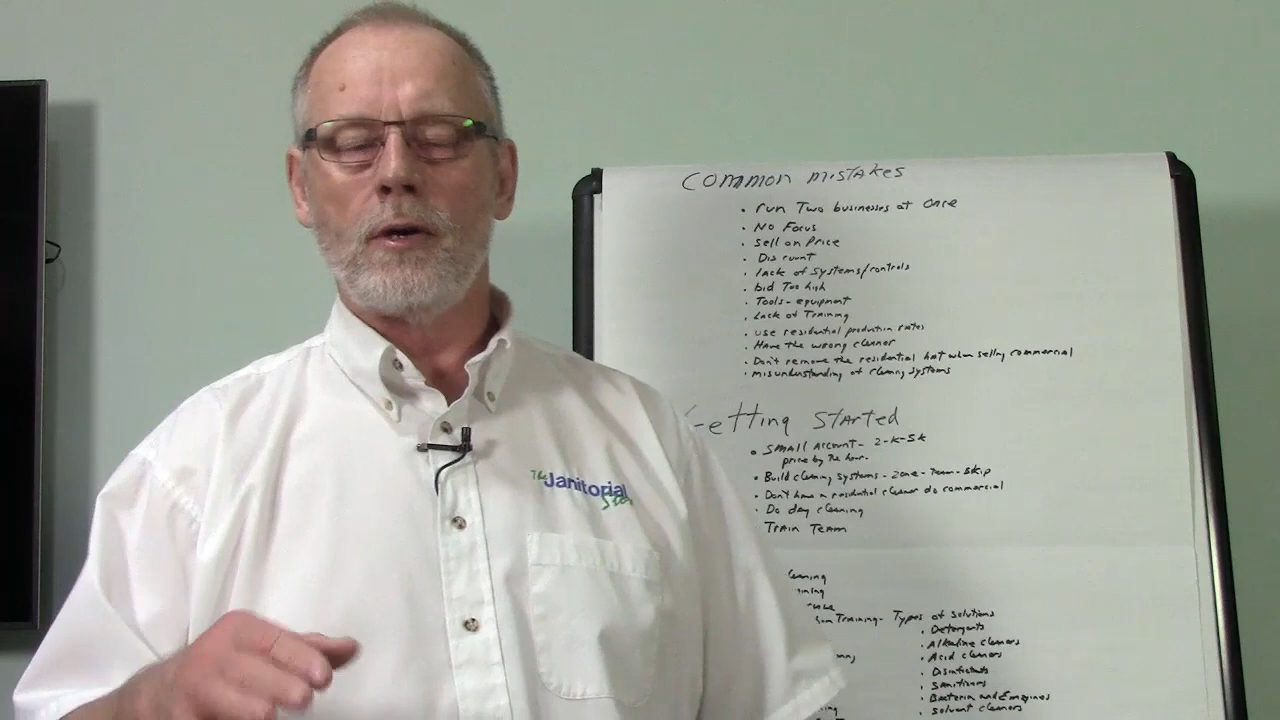 Common mistakes
• Run Two businesses at Once
• No Focus
• Sell on Price
• Discount
• lack of Systems/controls
• bid Too high
• Tools - equipment
• Lack of Training
• use residential production rates
• Have the wrong cleaner
• Don't remove the residential hat when selling commercial
• misunderstanding of cleaning systems
etting Started
• SMALL Account - 2-K-5k
price by the hour.
• Build cleaning systems - zone - Team - Skip
• Don't have a residential cleaner do commercial
• Do day cleaning
Train Team
The Janitorial Store
Training - Types of Solutions
• Detergents
• Alkaline cleaners
• Acid cleaners
• Disinfectants
• Sanitizers
• Bacteria and Enzymes
• Solvent cleaners